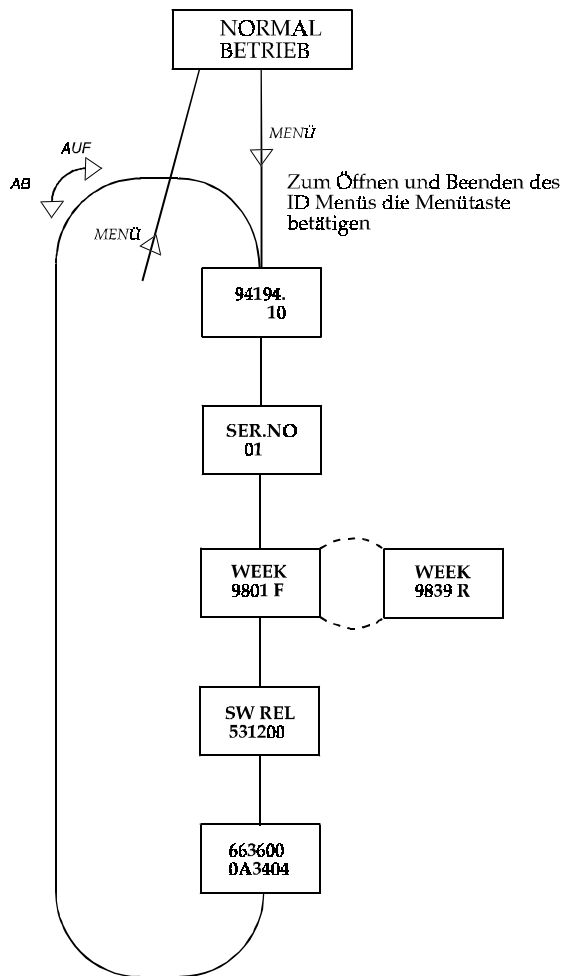 NORMAL
BETRIEB
MENÜ
AUF
AB
Zum Öffnen und Beenden des
ID Menüs die Menütaste
betätigen
MENÜ
94194.
10
SER.NO
01
WEEK
9801 F
WEEK
9839 R
SW REL
531200
663600
0A3404